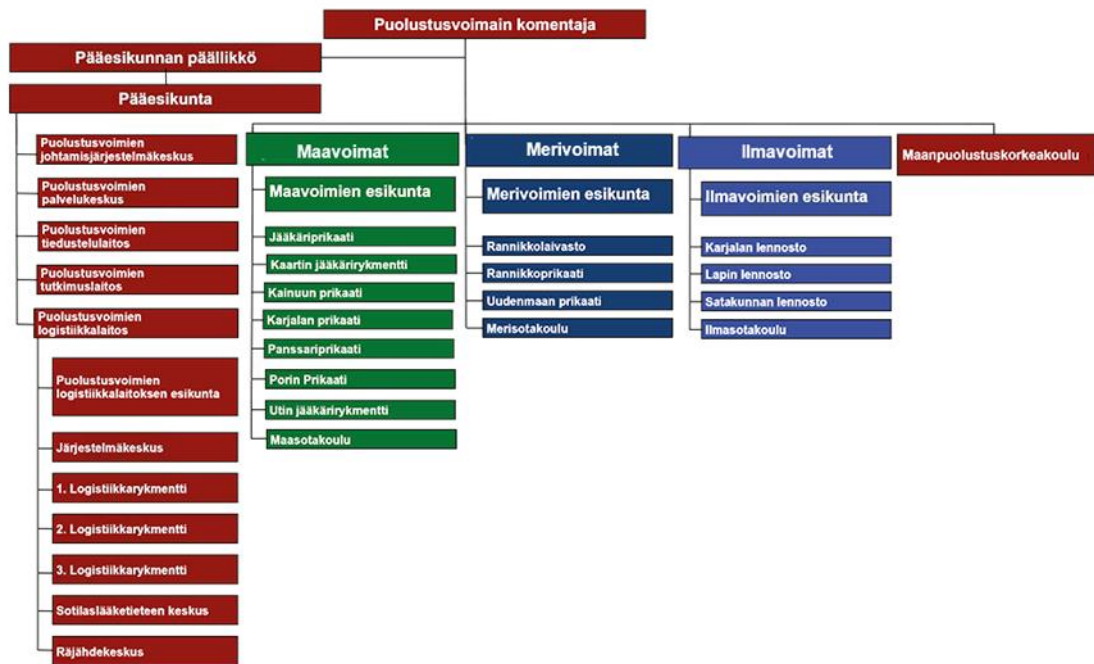 Puolustusvoimain komentaja
Pääesikunnan päällikkö
Pääesikunta
Puolustusvoimien
johtamisjärjestelmäkeskus
Puolustusvoimien
palvelukeskus
Puolustusvoimien
tiedustelulaitos
Puolustusvoimien
tutkimuslaitos
Puolustusvoimien
logistiikkalaitos
Puolustusvoimien
logistiikkalaitoksen esikunta
Järjestelmäkeskus
1. Logistiikkarykmentti
2. Logistiikkarykmentti
3. Logistiikkarykmentti
Sotilaslääketieteen keskus
Räjähdekeskus
Maavoimat
Maavoimien esikunta
Jääkäriprikaati
Kaartin jääkärirykmentti
Kainuun prikaati
Karjalan prikaati
Panssariprikaati
Porin Prikaati
Utin jääkärirykmentti
Maasotakoulu
Merivoimat
Merivoimien esikunta
Rannikkolaivasto
Rannikkoprikaati
Uudenmaan prikaati
Merisotakoulu
Ilmavoimat
Ilmavoimien esikunta
Karjalan lennosto
Lapin lennosto
Satakunnan lennosto
Ilmasotakoulu
Maanpuolustuskorkeakoulu